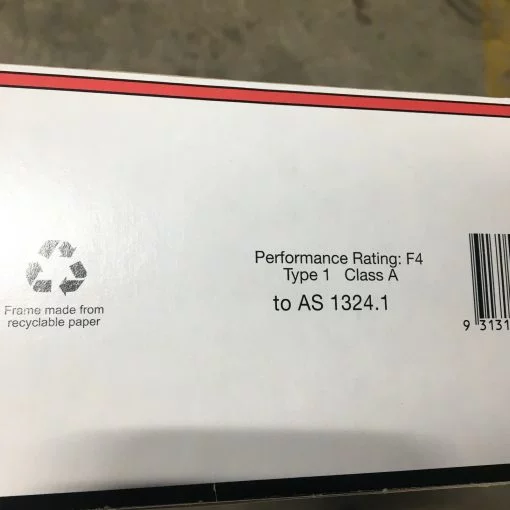 Performance Rating: F4
Type 1 Class A
to AS 1324.1
Frame made from
recyclable paper
9 3131